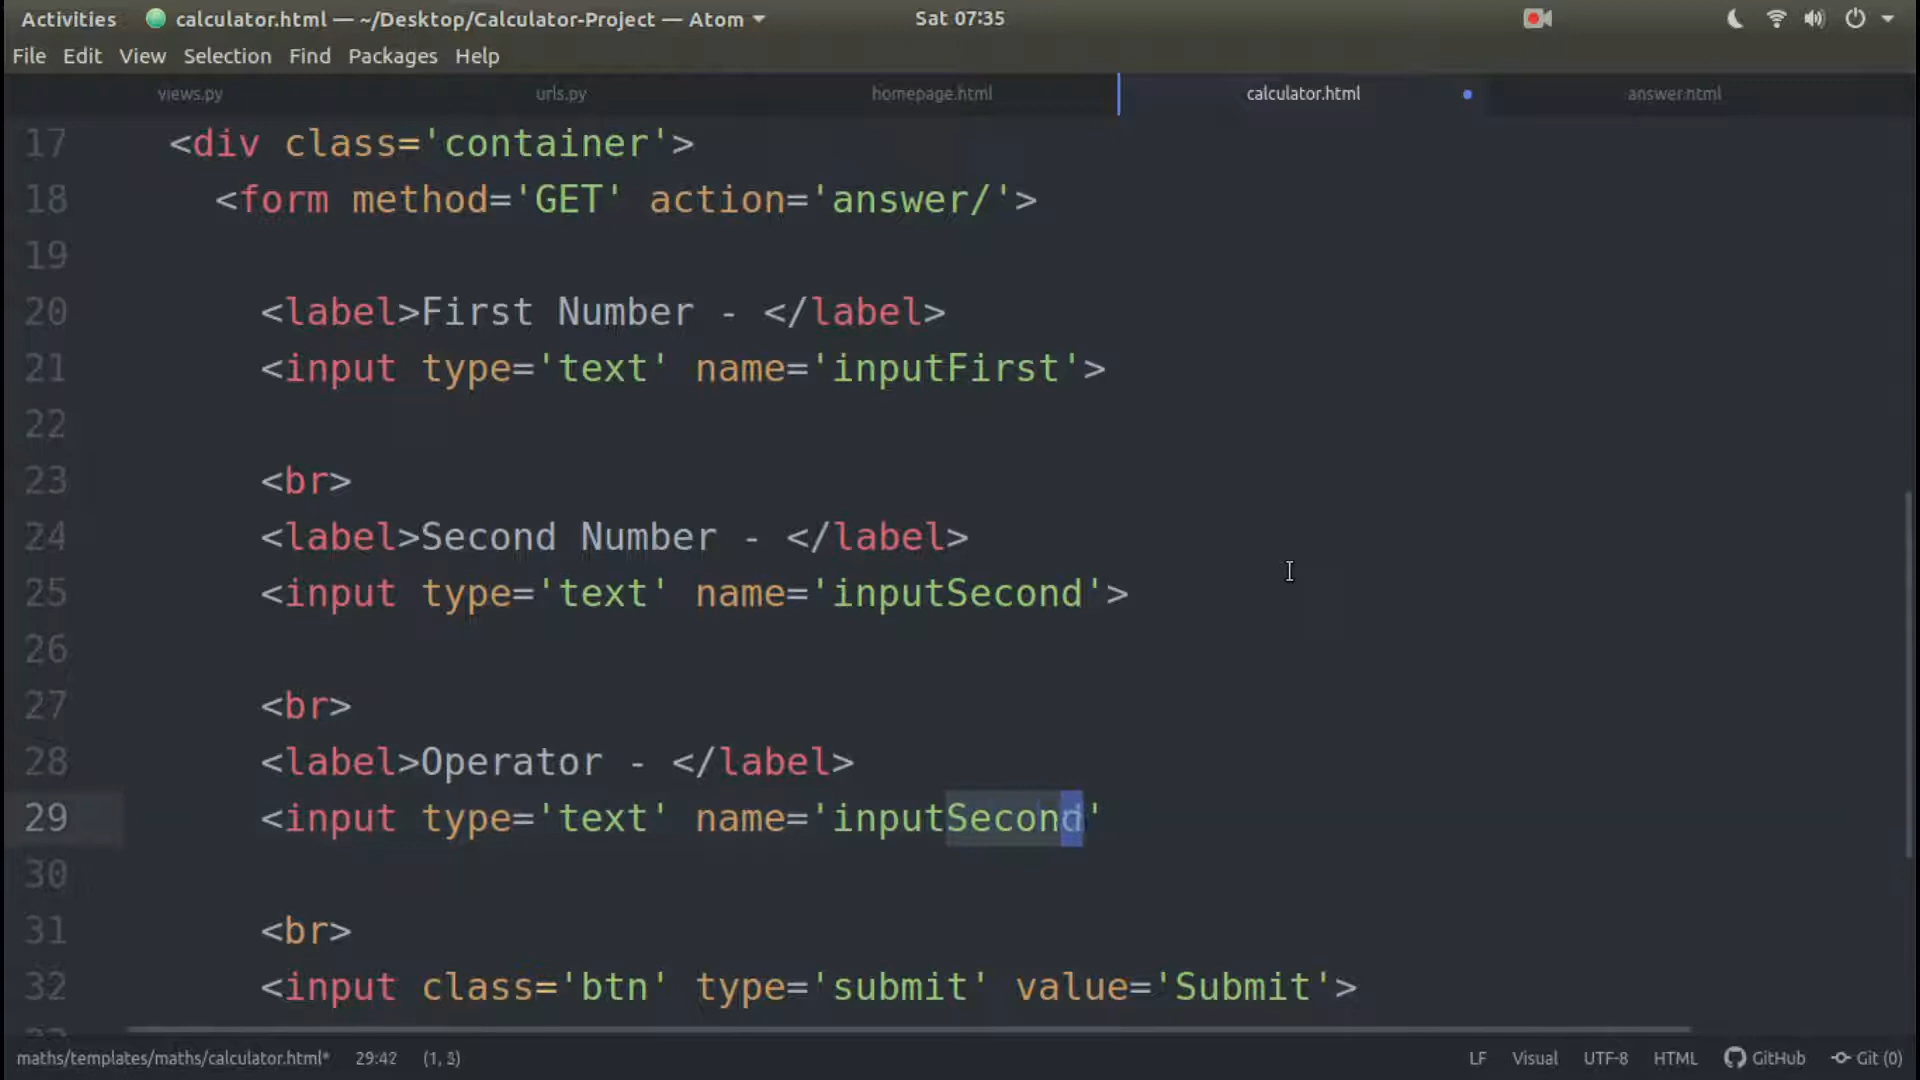 Activities calculator.html — ~/Desktop/Calculator-Project — Atom Sat 07:35
File Edit View Selection Find Packages Help
views.py urls.py homepage.html calculator.html answer.html
17 <div class='container'>
18 <form method='GET' action='answer/'>
19
20 <label>First Number - </label>
21 <input type='text' name='inputFirst'>
22
23 <br>
24 <label>Second Number - </label>
25 <input type='text' name='inputSecond'>
26
27 <br>
28 <label>Operator - </label>
29 <input type='text' name='inputSecond'
30
31 <br>
32 <input class='btn' type='submit' value='Submit'>
maths/templates/maths/calculator.html* 29:42 LF Visual UTF-8 HTML GitHub Git (0)